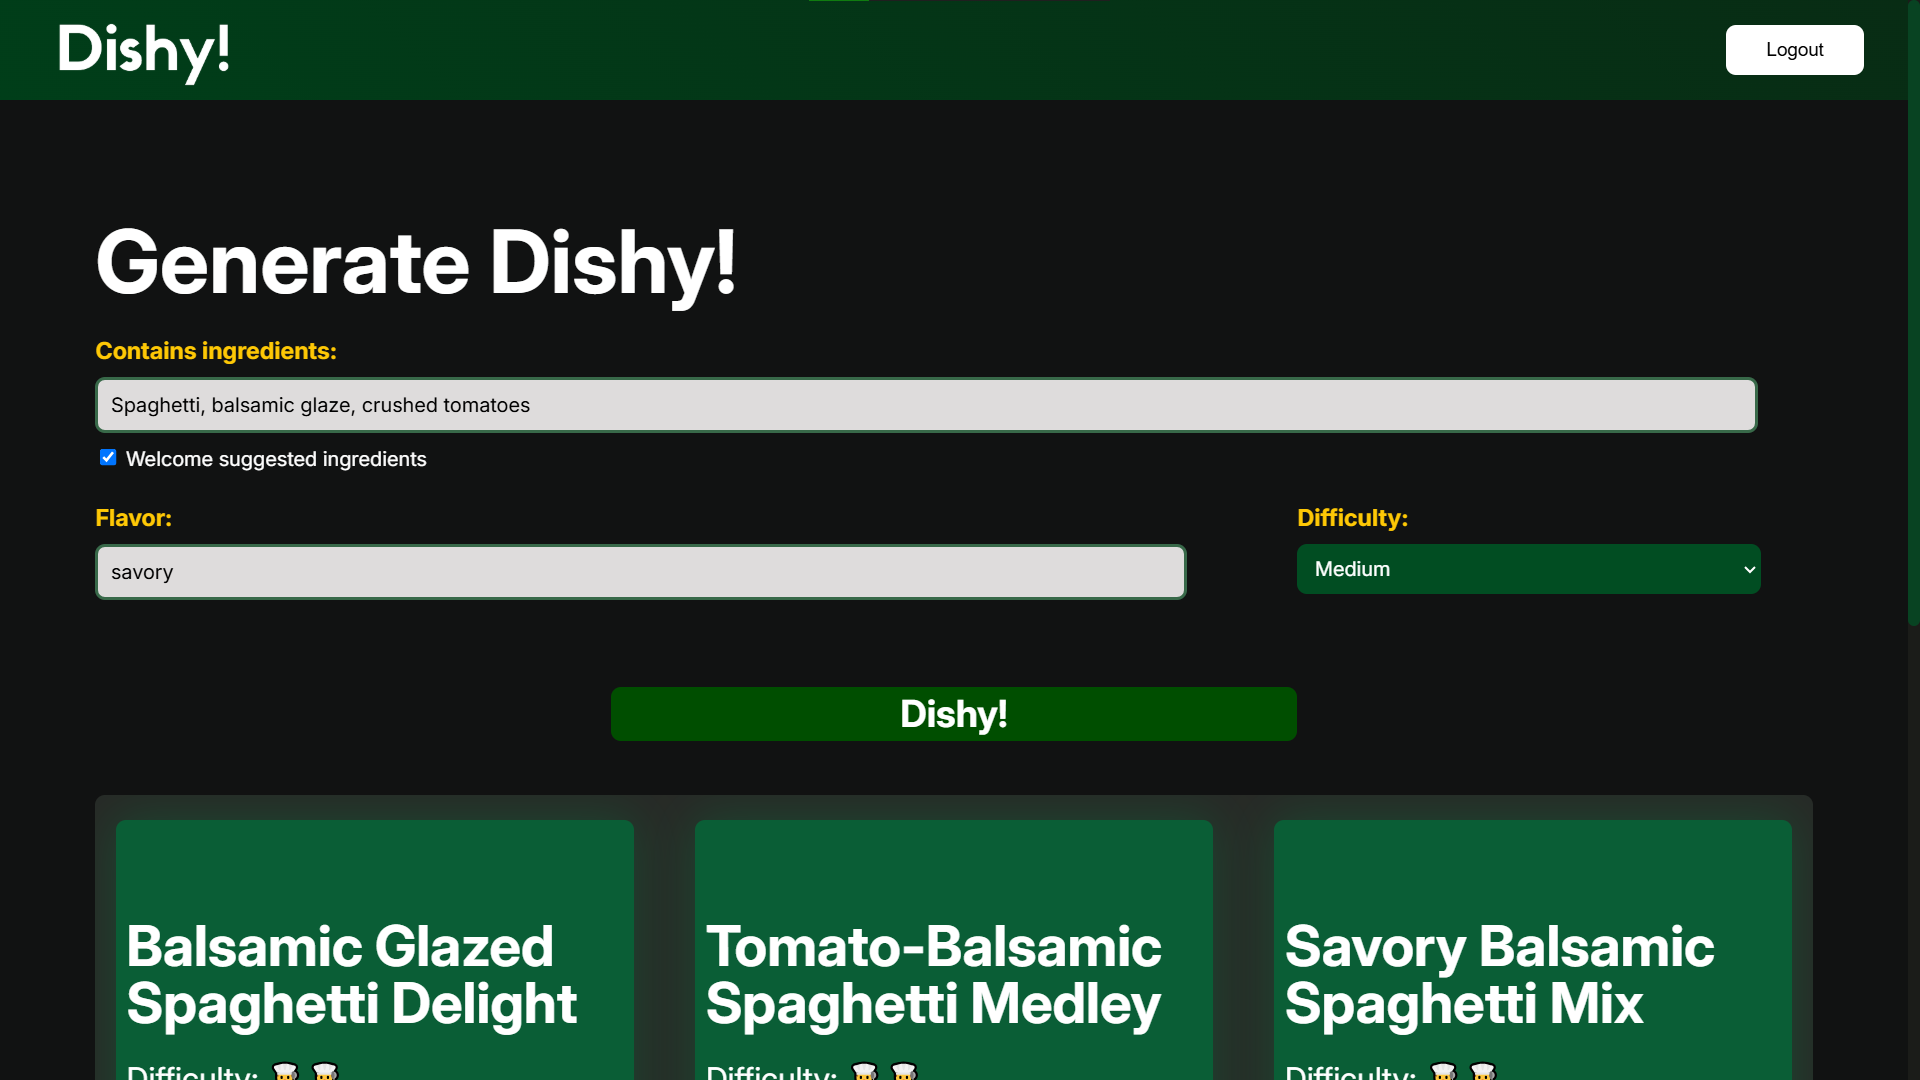 Dishy!
Logout
Generate Dishy!
Contains ingredients:
Spaghetti, balsamic glaze, crushed tomatoes
Welcome suggested ingredients
Flavor:
Difficulty:
savory
Medium
Dishy!
Balsamic Glazed
Spaghetti Delight
Difficulty:
Tomato-Balsamic
Spaghetti Medley
Difficulty:
Savory Balsamic
Spaghetti Mix
Difficulty: